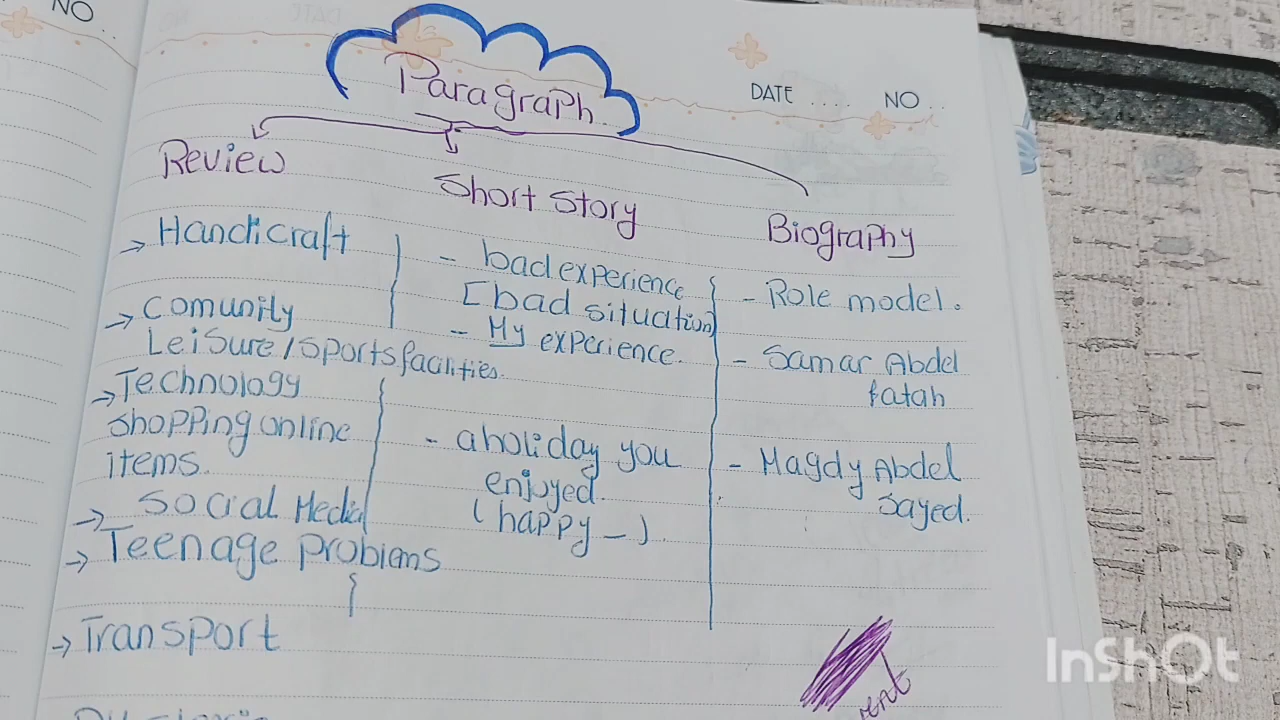 NO
DATE .... NO ..
Paragraph.
Review
Short Story
Biography
→ Handicraft
→ Comunity
Leisure / sports facilities.
→ Technology
shopping online
items.
→ Social Media
→ Teenage problems
→ Transport
- bad experience
[bad situation]
- My experience.
- a holiday you
enjoyed.
(happy _).
- Role model.
- Samar Abdel
fatah
- Magdy Abdel
Sayed.
InShOt